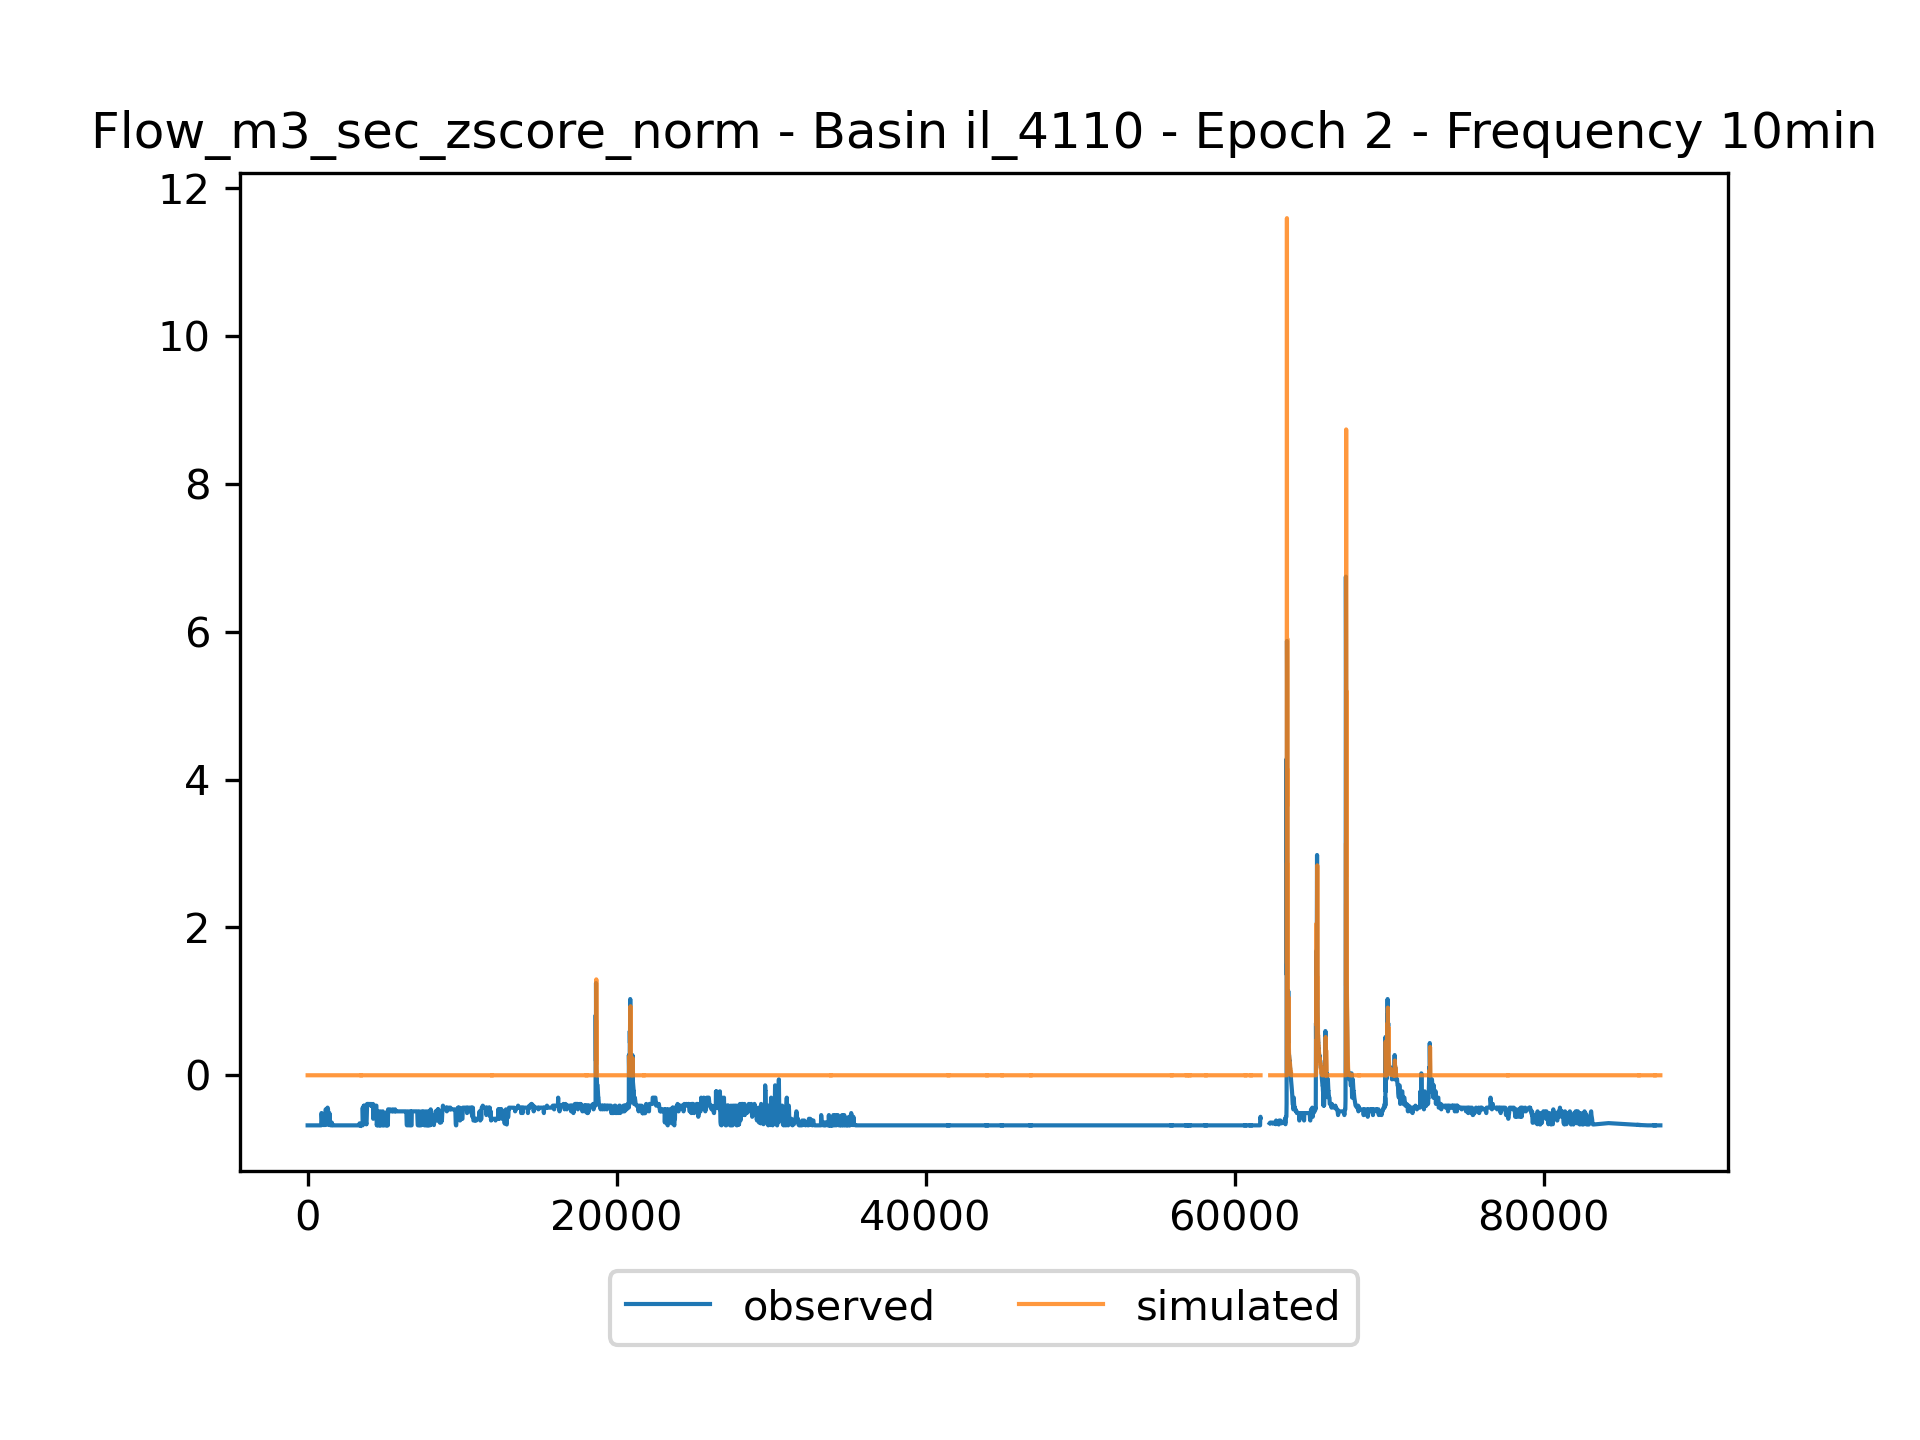 Flow_m3_sec_zscore_norm - Basin il_4110 - Epoch 2 - Frequency 10min
12
10
8
6
4
2
0
0 20000 40000 60000 80000
observed simulated